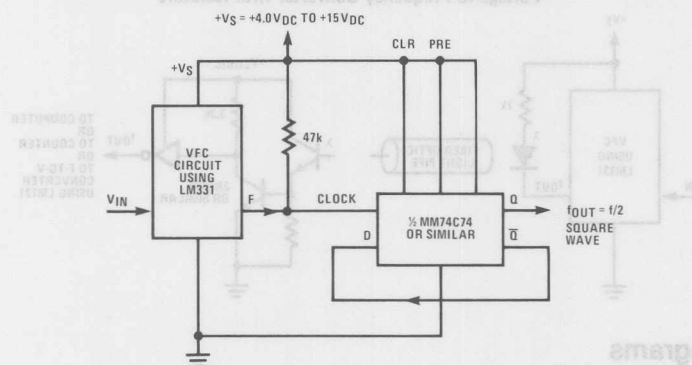 +VS = +4.0VDC TO +15VDC
CLR PRE
+VS
47k
VFC
CIRCUIT
USING
LM331
VIN
F
CLOCK
D
½ MM74C74
OR SIMILAR
Q
Q̅
fOUT = f/2
SQUARE
WAVE